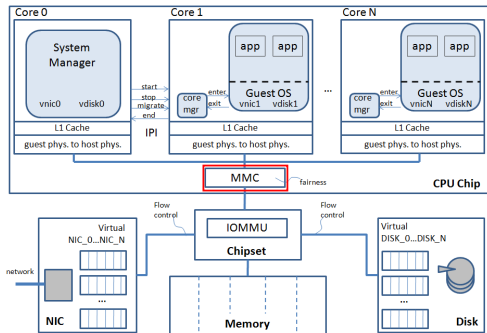 Core 0
System
Manager
vnic0 vdisk0
L1 Cache
guest phys. to host phys.
start
stop
migrate
end
IPI
Core 1
app app
Guest OS
vnic1 vdisk1
core
mgr
enter
exit
L1 Cache
guest phys. to host phys.
...
Core N
app app
Guest OS
vnicN vdiskN
core
mgr
enter
exit
L1 Cache
guest phys. to host phys.
MMC
fairness
CPU Chip
Flow
control
Flow
control
IOMMU
Chipset
Virtual
NIC_0...NIC_N
...
network
NIC
Memory
Virtual
DISK_0...DISK_N
...
Disk